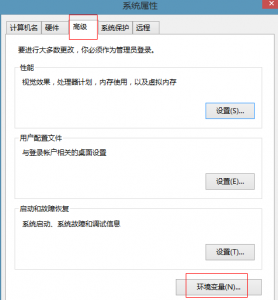 系统属性
计算机名 硬件 高级 系统保护 远程
要进行大多数更改，你必须作为管理员登录。
性能
视觉效果，处理器计划，内存使用，以及虚拟内存
设置(S)...
用户配置文件
与登录帐户相关的桌面设置
设置(E)...
启动和故障恢复
系统启动、系统故障和调试信息
设置(T)...
环境变量(N)...